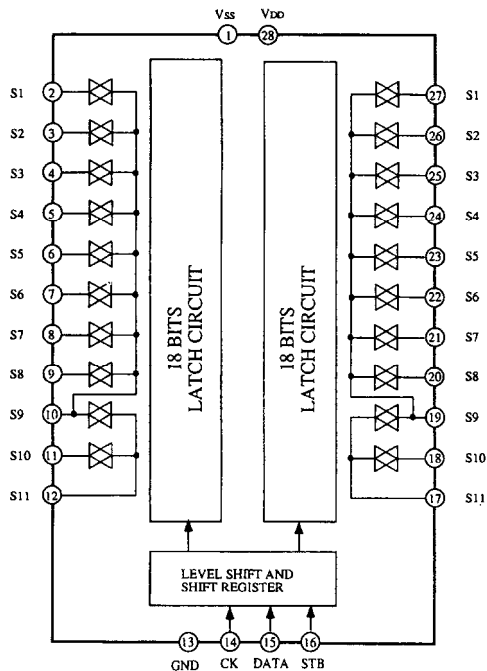 VSS VDD
1 28
S1 2 27 S1
S2 3 26 S2
S3 4 25 S3
S4 5 24 S4
S5 6 23 S5
S6 7 22 S6
S7 8 21 S7
S8 9 20 S8
S9 10 19 S9
S10 11 18 S10
S11 12 17 S11
18 BITS
LATCH CIRCUIT
18 BITS
LATCH CIRCUIT
LEVEL SHIFT AND
SHIFT REGISTER
13 14 15 16
GND CK DATA STB